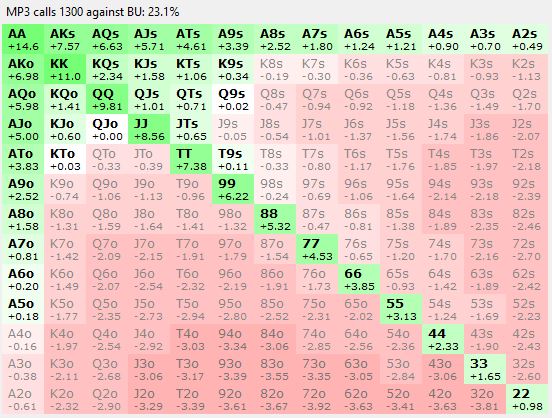 MP3 calls 1300 against BU: 23.1%
AA AKs AQs AJs ATs A9s A8s A7s A6s A5s A4s A3s A2s
+14.6 +7.57 +6.63 +5.71 +4.61 +3.39 +2.52 +1.80 +1.24 +1.21 +0.90 +0.70 +0.49
AKo KK KQs KJs KTs K9s K8s K7s K6s K5s K4s K3s K2s
+6.98 +11.0 +2.34 +1.58 +1.06 +0.34 -0.19 -0.30 -0.36 -0.63 -0.81 -0.93 -1.13
AQo KQo QQ QJs QTs Q9s Q8s Q7s Q6s Q5s Q4s Q3s Q2s
+5.98 +1.41 +9.81 +1.01 +0.71 +0.02 -0.47 -0.94 -0.92 -1.18 -1.36 -1.49 -1.70
AJo KJo QJo JJ JTs J9s J8s J7s J6s J5s J4s J3s J2s
+5.00 +0.60 +0.00 +8.56 +0.65 -0.05 -0.54 -1.01 -1.37 -1.56 -1.74 -1.86 -2.07
ATo KTo QTo JTo TT T9s T8s T7s T6s T5s T4s T3s T2s
+3.83 +0.03 -0.33 -0.39 +7.38 +0.11 -0.33 -0.80 -1.17 -1.76 -1.85 -1.97 -2.18
A9o K9o Q9o J9o T9o 99 98s 97s 96s 95s 94s 93s 92s
+2.52 -0.74 -1.06 -1.13 -0.96 +6.22 -0.24 -0.69 -1.06 -1.64 -2.14 -2.18 -2.39
A8o K8o Q8o J8o T8o 98o 88 87s 86s 85s 84s 83s 82s
+1.58 -1.31 -1.59 -1.64 -1.41 -1.32 +5.32 -0.47 -0.81 -1.38 -1.89 -2.35 -2.46
A7o K7o Q7o J7o T7o 97o 87o 77 76s 75s 74s 73s 72s
+0.81 -1.42 -2.09 -2.15 -1.91 -1.79 -1.54 +4.53 -0.65 -1.20 -1.70 -2.16 -2.70
A6o K6o Q6o J6o T6o 96o 86o 76o 66 65s 64s 63s 62s
+0.20 -1.49 -2.07 -2.54 -2.32 -2.19 -1.91 -1.73 +3.85 -0.93 -1.42 -1.89 -2.42
A5o K5o Q5o J5o T5o 95o 85o 75o 65o 55 54s 53s 52s
+0.18 -1.77 -2.35 -2.73 -2.94 -2.80 -2.52 -2.31 -2.02 +3.13 -1.24 -1.69 -2.23
A4o K4o Q4o J4o T4o 94o 84o 74o 64o 54o 44 43s 42s
-0.16 -1.97 -2.54 -2.92 -3.03 -3.34 -3.06 -2.85 -2.56 -2.36 +2.33 -1.90 -2.43
A3o K3o Q3o J3o T3o 93o 83o 73o 63o 53o 43o 33 32s
-0.38 -2.11 -2.68 -3.06 -3.17 -3.39 -3.55 -3.35 -3.05 -2.84 -3.06 +1.65 -2.60
A2o K2o Q2o J2o T2o 92o 82o 72o 62o 52o 42o 32o 22
-0.61 -2.32 -2.90 -3.29 -3.39 -3.61 -3.67 -3.92 -3.63 -3.41 -3.63 -3.81 +0.98